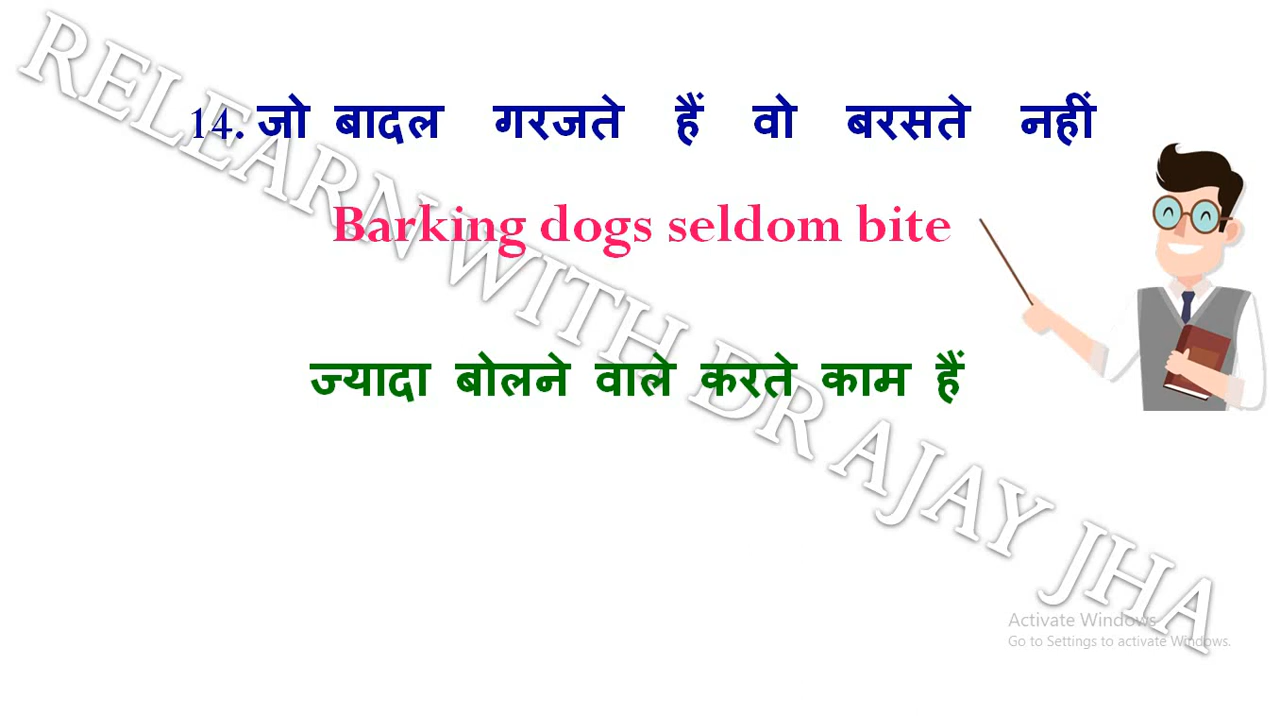 14. जो बादल गरजते हैं वो बरसते नहीं
Barking dogs seldom bite
ज्यादा बोलने वाले करते काम हैं
RELEARN WITH DR AJAY JHA
Activate Windows
Go to Settings to activate Windows.